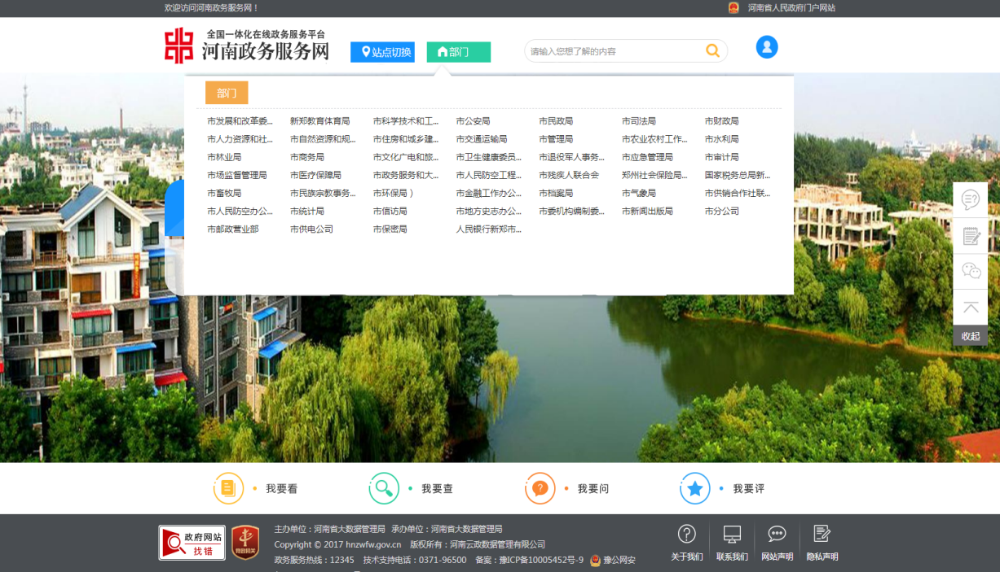 欢迎访问河南政务服务网！ 河南省人民政府门户网站
全国一体化在线政务服务平台
河南政务服务网
站点切换 部门 请输入您想了解的内容
部门
市发展和改革委... 新郑教育体育局 市科学技术和工... 市公安局 市民政局 市司法局 市财政局
市人力资源和社... 市自然资源和规... 市住房和城乡建... 市交通运输局 市管理局 市农业农村工作... 市水利局
市林业局 市商务局 市文化广电和旅... 市卫生健康委员... 市退役军人事务... 市应急管理局 市审计局
市场监督管理局 市医疗保障局 市政务服务和大... 市人民防空工程... 市残疾人联合会 郑州社会保险局... 国家税务总局新...
市畜牧局 市民族宗教事务... 市环保局 ） 市金融工作办公... 市档案局 市气象局 市供销合作社联...
市人民防空办公... 市统计局 市信访局 市地方史志办公... 市委机构编制委... 市新闻出版局 市分公司
市邮政营业部 市供电公司 市保密局 人民银行新郑市...
收起
我要看 我要查 我要问 我要评
政府网站
找错
党政机关
主办单位：河南省大数据管理局 承办单位：河南省大数据管理局
Copyright © 2017 hnzwfw.gov.cn 版权所有：河南云政数据管理有限公司
政务服务热线：12345 技术支持电话：0371-96500 备案：豫ICP备10005452号-9 豫公网安
关于我们 联系我们 网站声明 隐私声明